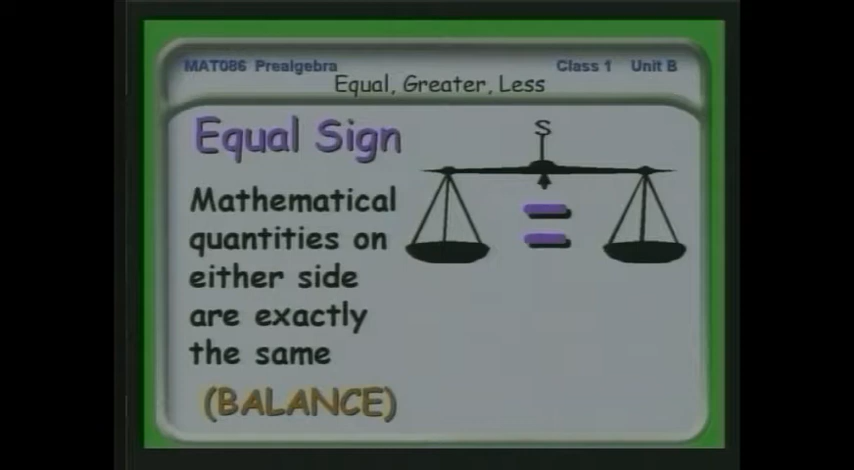 MAT086 Prealgebra
Class 1 Unit B
Equal, Greater, Less
Equal Sign
Mathematical
quantities on
either side
are exactly
the same
(BALANCE)
=